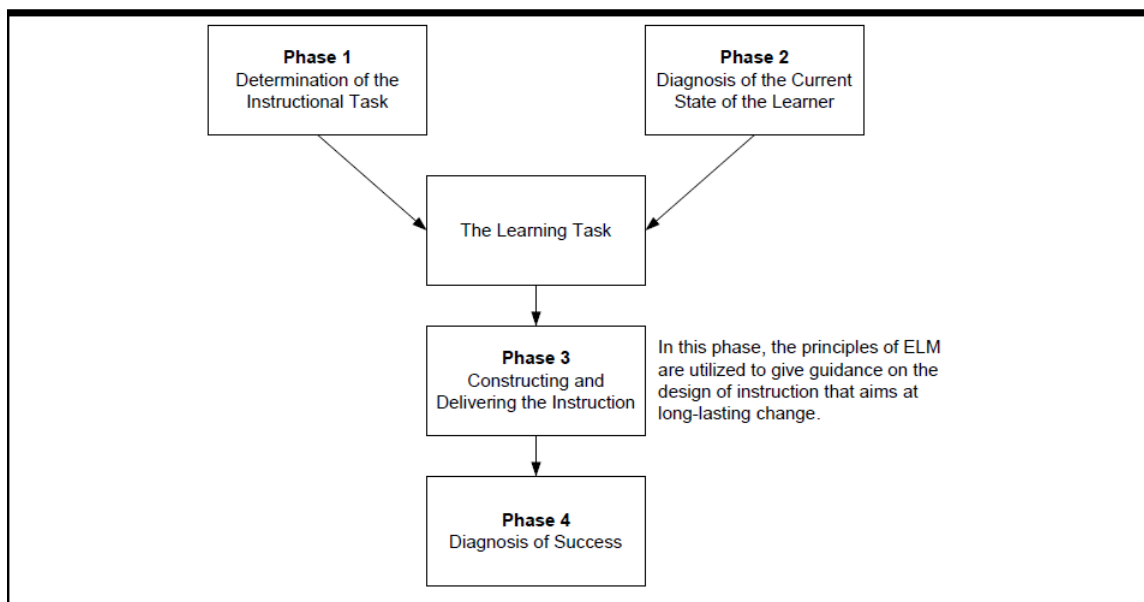 Phase 1
Determination of the
Instructional Task
Phase 2
Diagnosis of the Current
State of the Learner
The Learning Task
Phase 3
Constructing and
Delivering the Instruction
In this phase, the principles of ELM
are utilized to give guidance on the
design of instruction that aims at
long-lasting change.
Phase 4
Diagnosis of Success